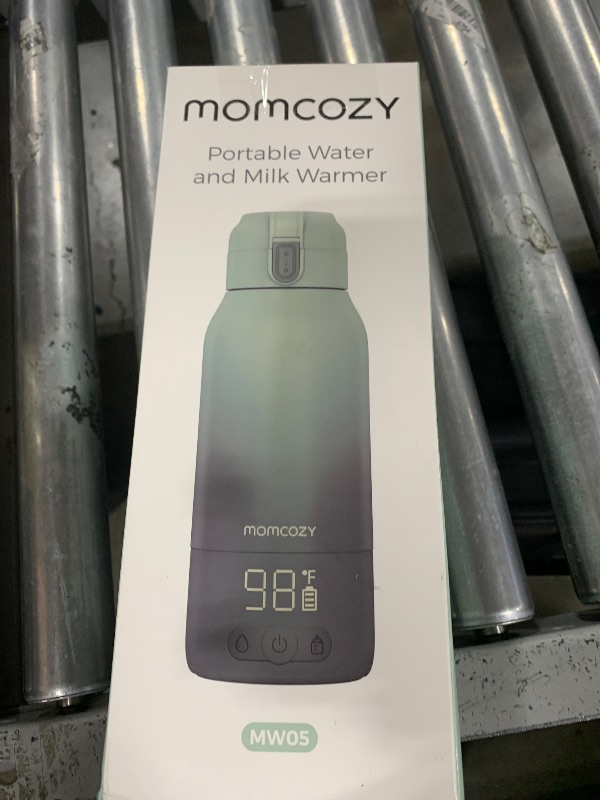 momcozy
Portable Water
and Milk Warmer
momcozy
98°F
MW05